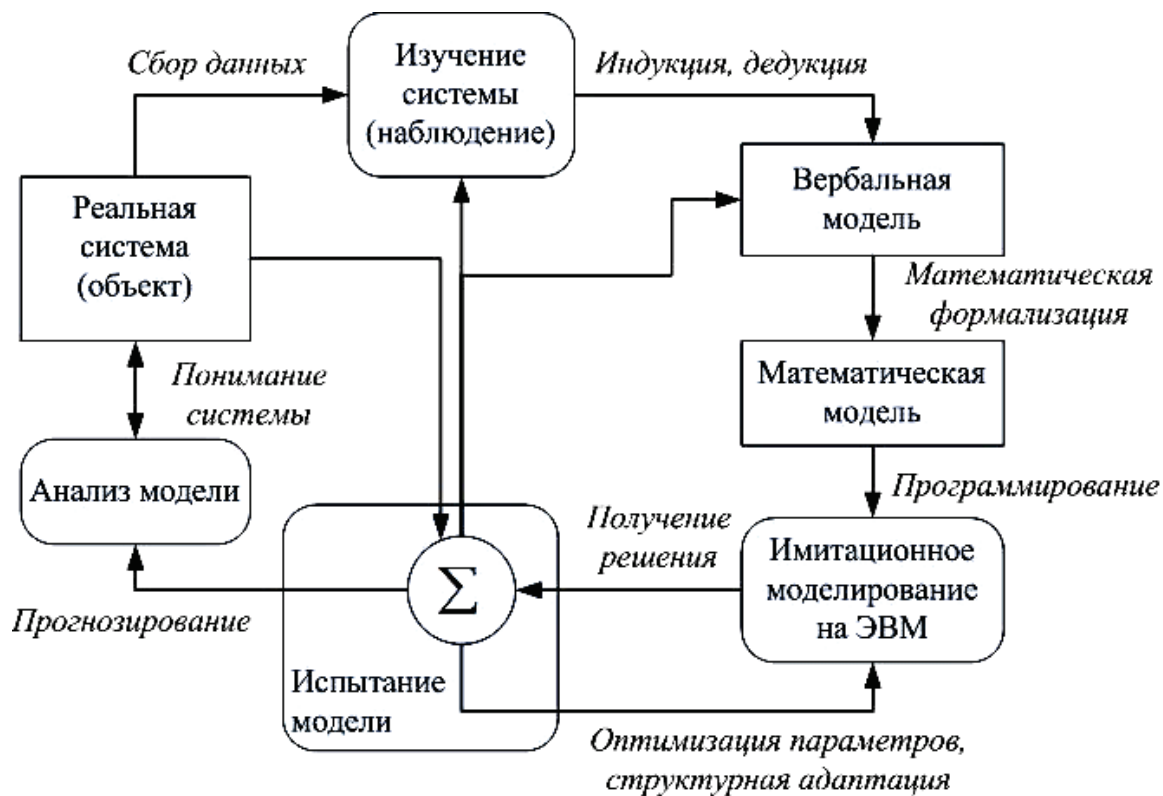 Сбор данных
Изучение
системы
(наблюдение)
Индукция, дедукция
Реальная
система
(объект)
Вербальная
модель
Математическая
формализация
Понимание
системы
Математическая
модель
Анализ модели
Программирование
Получение
решения
Имитационное
моделирование
на ЭВМ
Σ
Прогнозирование
Испытание
модели
Оптимизация параметров,
структурная адаптация